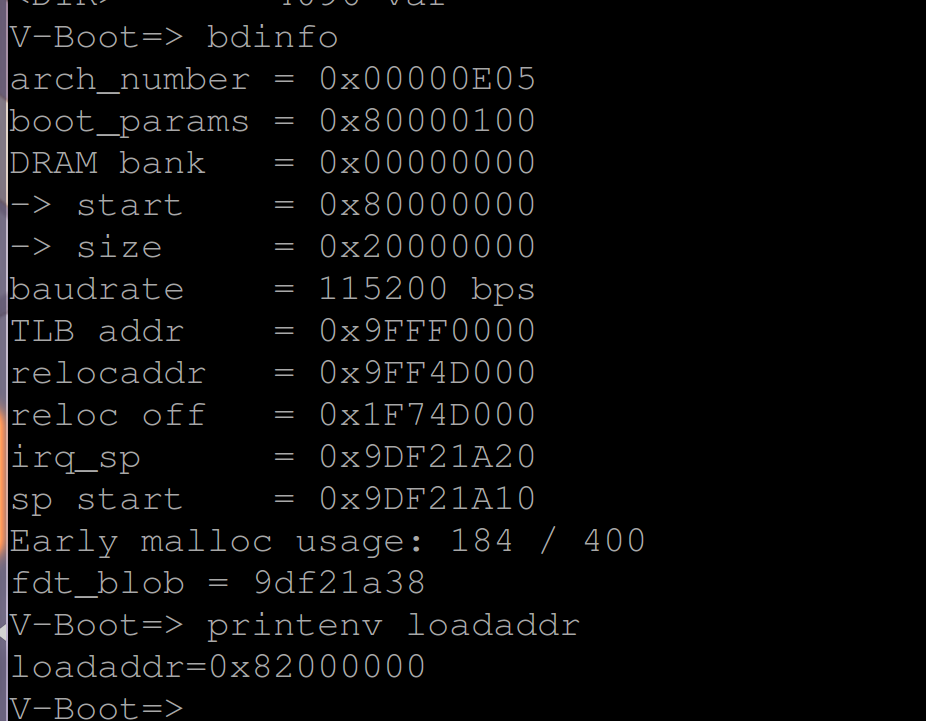 V-Boot=> bdinfo
arch_number = 0x00000E05
boot_params = 0x80000100
DRAM bank   = 0x00000000
-> start    = 0x80000000
-> size     = 0x20000000
baudrate    = 115200 bps
TLB addr    = 0x9FFF0000
relocaddr   = 0x9FF4D000
reloc off   = 0x1F74D000
irq_sp      = 0x9DF21A20
sp start    = 0x9DF21A10
Early malloc usage: 184 / 400
fdt_blob = 9df21a38
V-Boot=> printenv loadaddr
loadaddr=0x82000000
V-Boot=>